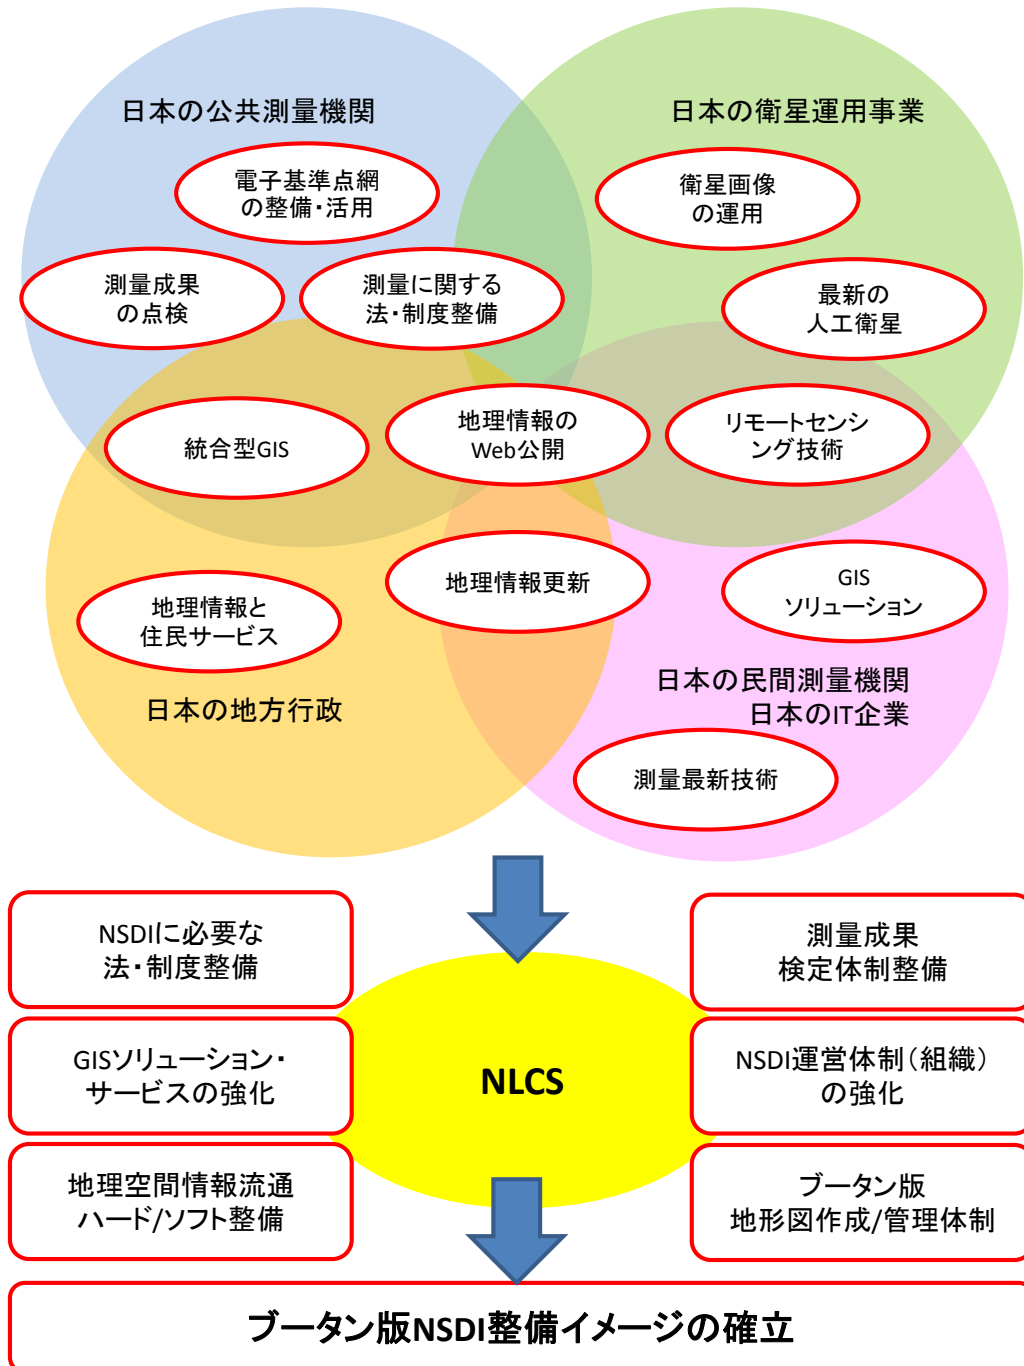 日本の公共測量機関
日本の衛星運用事業
電子基準点網
の整備・活用
衛星画像
の運用
測量成果
の点検
測量に関する
法・制度整備
最新の
人工衛星
統合型GIS
地理情報の
Web公開
リモートセンシ
ング技術
地理情報更新
GIS
ソリューション
地理情報と
住民サービス
日本の地方行政
日本の民間測量機関
日本のIT企業
測量最新技術
NSDIに必要な
法・制度整備
測量成果
検定体制整備
GISソリューション・
サービスの強化
NLCS
NSDI運営体制（組織）
の強化
地理空間情報流通
ハード/ソフト整備
ブータン版
地形図作成/管理体制
ブータン版NSDI整備イメージの確立